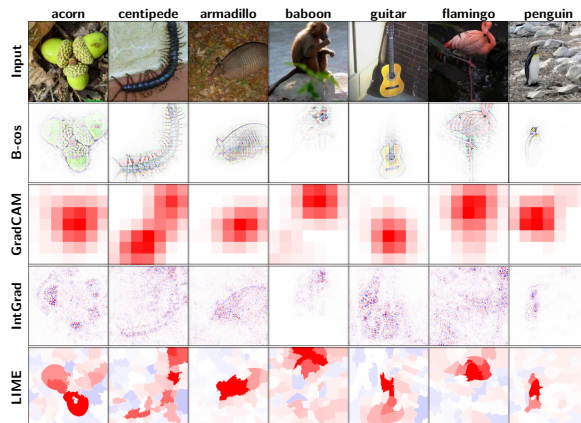 acorn centipede armadillo baboon guitar flamingo penguin
Input
B-cos
GradCAM
IntGrad
LIME